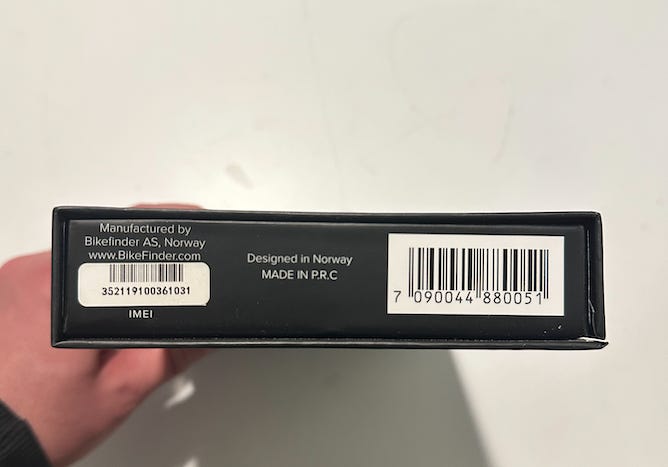 Manufactured by
Bikefinder AS, Norway
www.BikeFinder.com
352119100361031
IMEI
Designed in Norway
MADE IN P.R.C
7 090044 880051